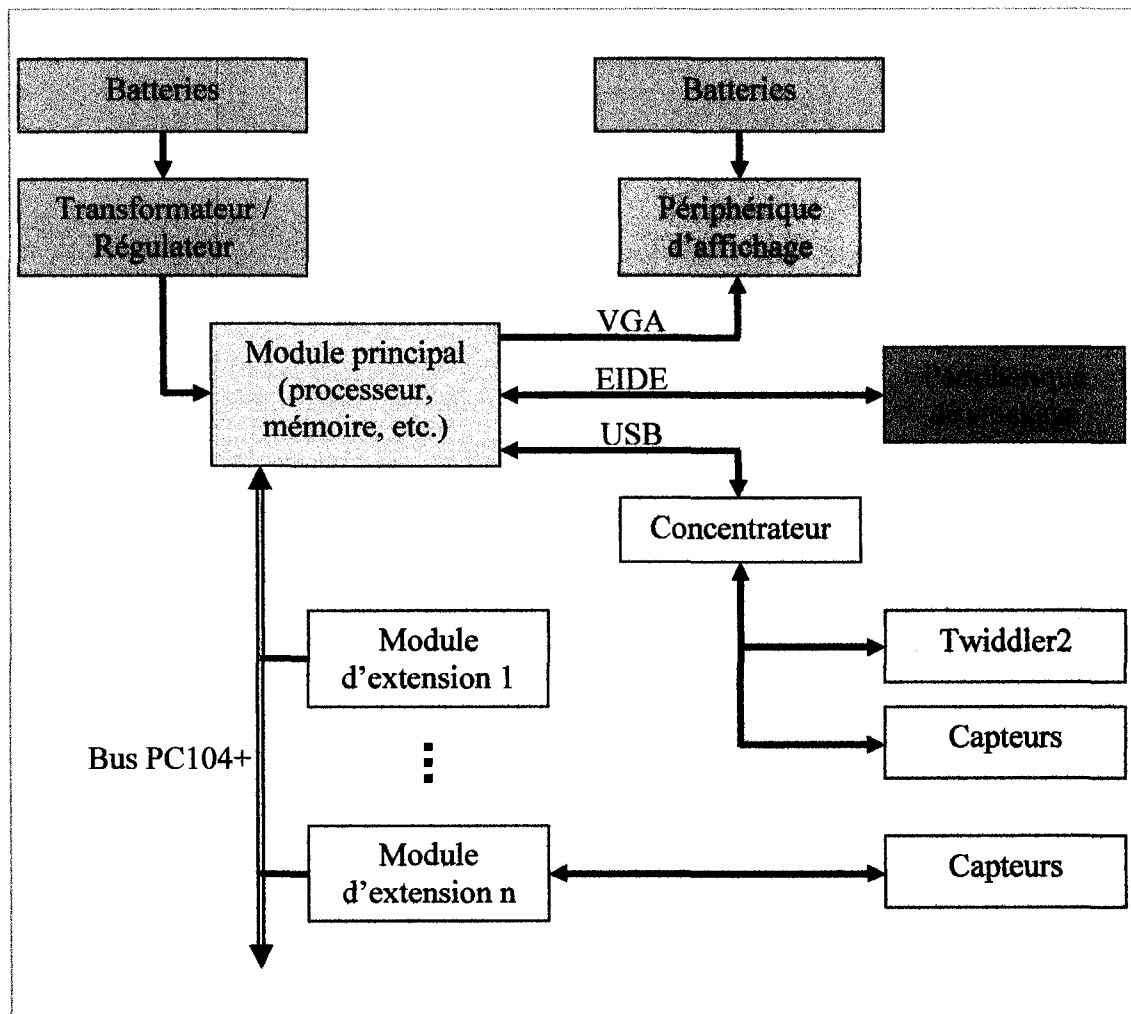 Batteries
Batteries
Transformateur /
Régulateur
Périphérique
d'affichage
VGA
Module principal
(processeur,
mémoire, etc.)
EIDE
USB
Concentrateur
Module
d'extension 1
Twiddler2
Capteurs
Bus PC104+
Module
d'extension n
Capteurs